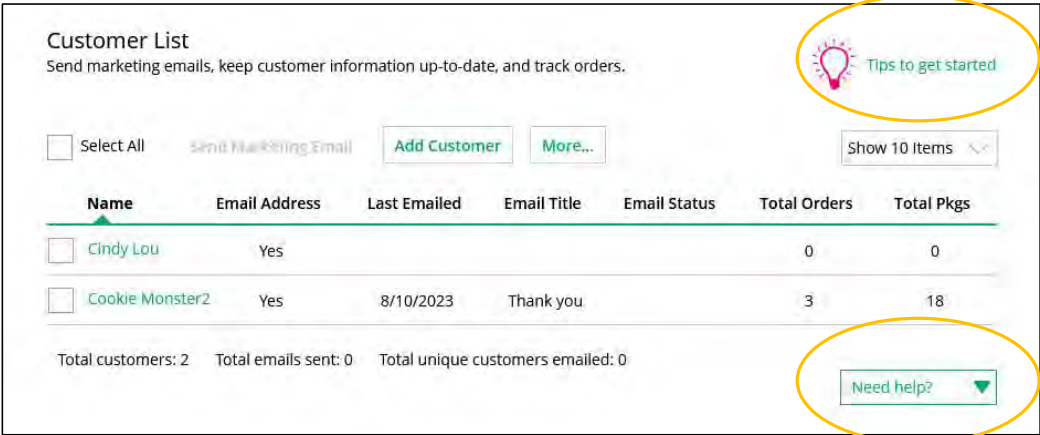 Customer List
Send marketing emails, keep customer information up-to-date, and track orders.
Tips to get started
Select All Send Marketing Email Add Customer More... Show 10 Items
Name Email Address Last Emailed Email Title Email Status Total Orders Total Pkgs
Cindy Lou Yes 0 0
Cookie Monster2 Yes 8/10/2023 Thank you 3 18
Total customers: 2 Total emails sent: 0 Total unique customers emailed: 0
Need help?